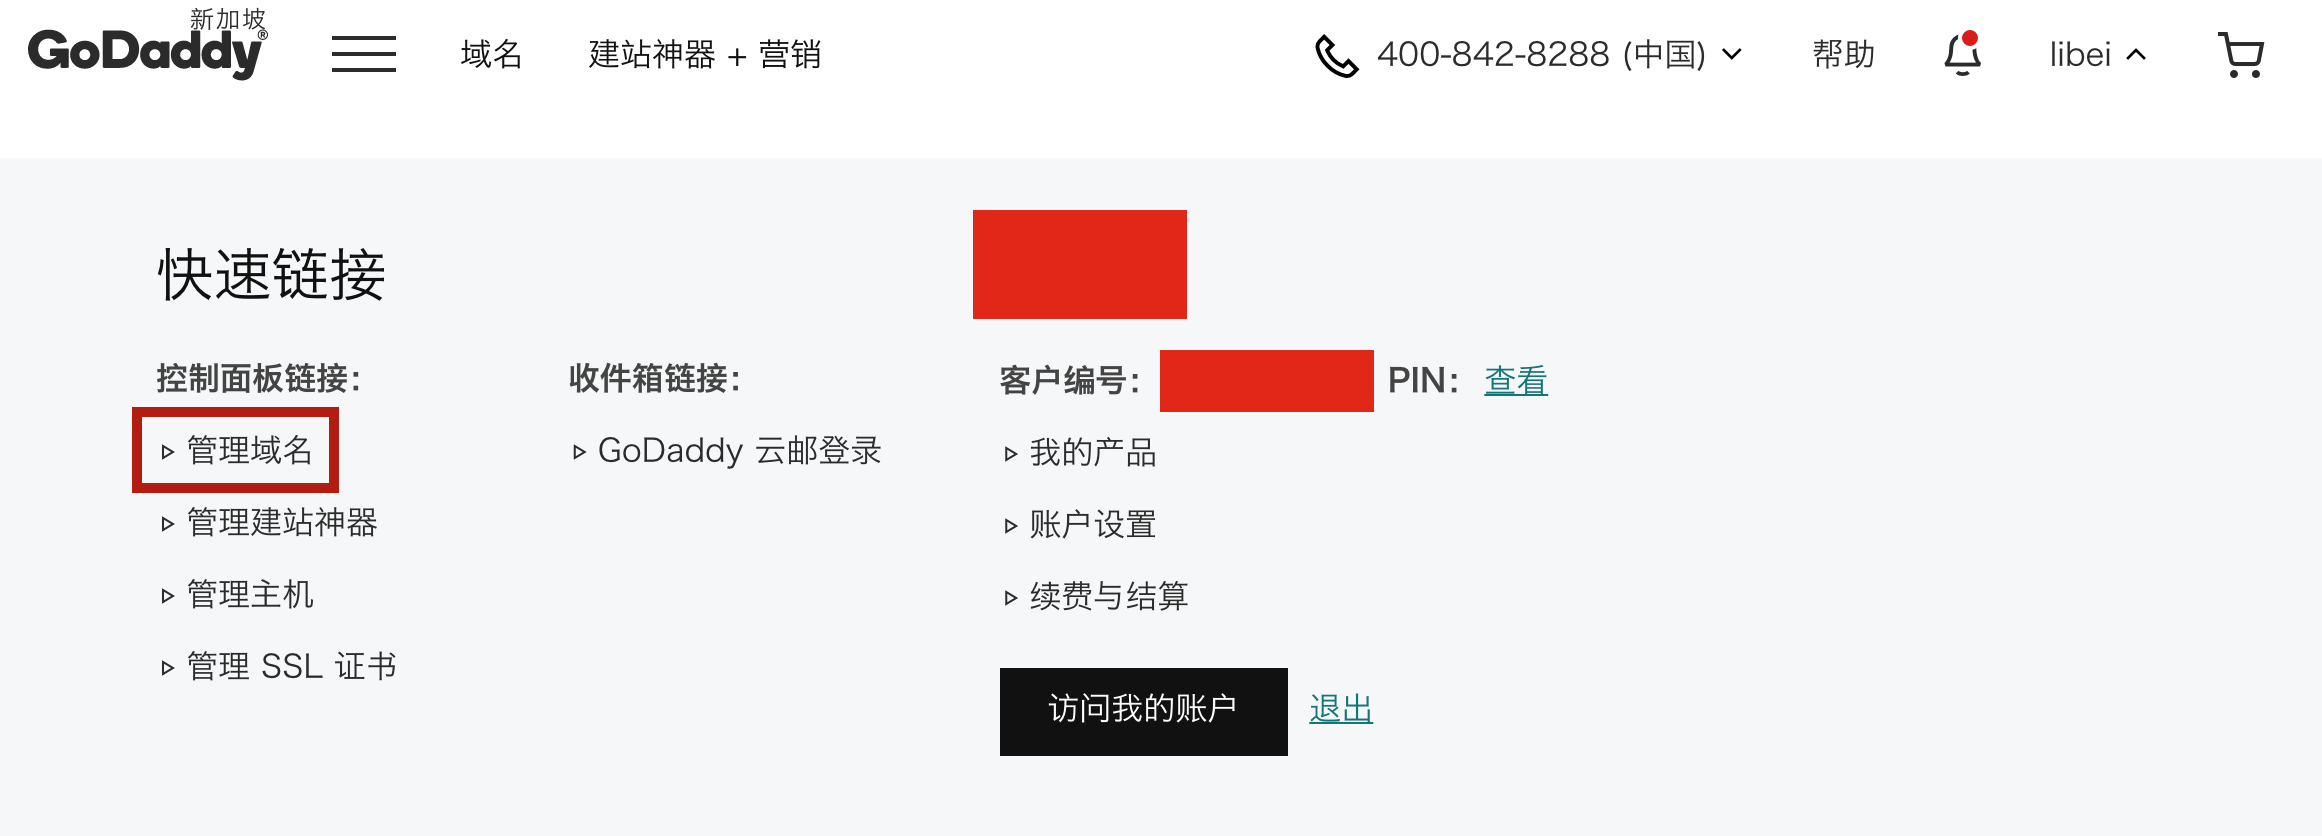 新加坡
GoDaddy®
域名
建站神器 + 营销
400-842-8288 (中国)
帮助
libei
快速链接
控制面板链接：
管理域名
管理建站神器
管理主机
管理 SSL 证书
收件箱链接：
GoDaddy 云邮登录
客户编号： PIN： 查看
我的产品
账户设置
续费与结算
访问我的账户
退出